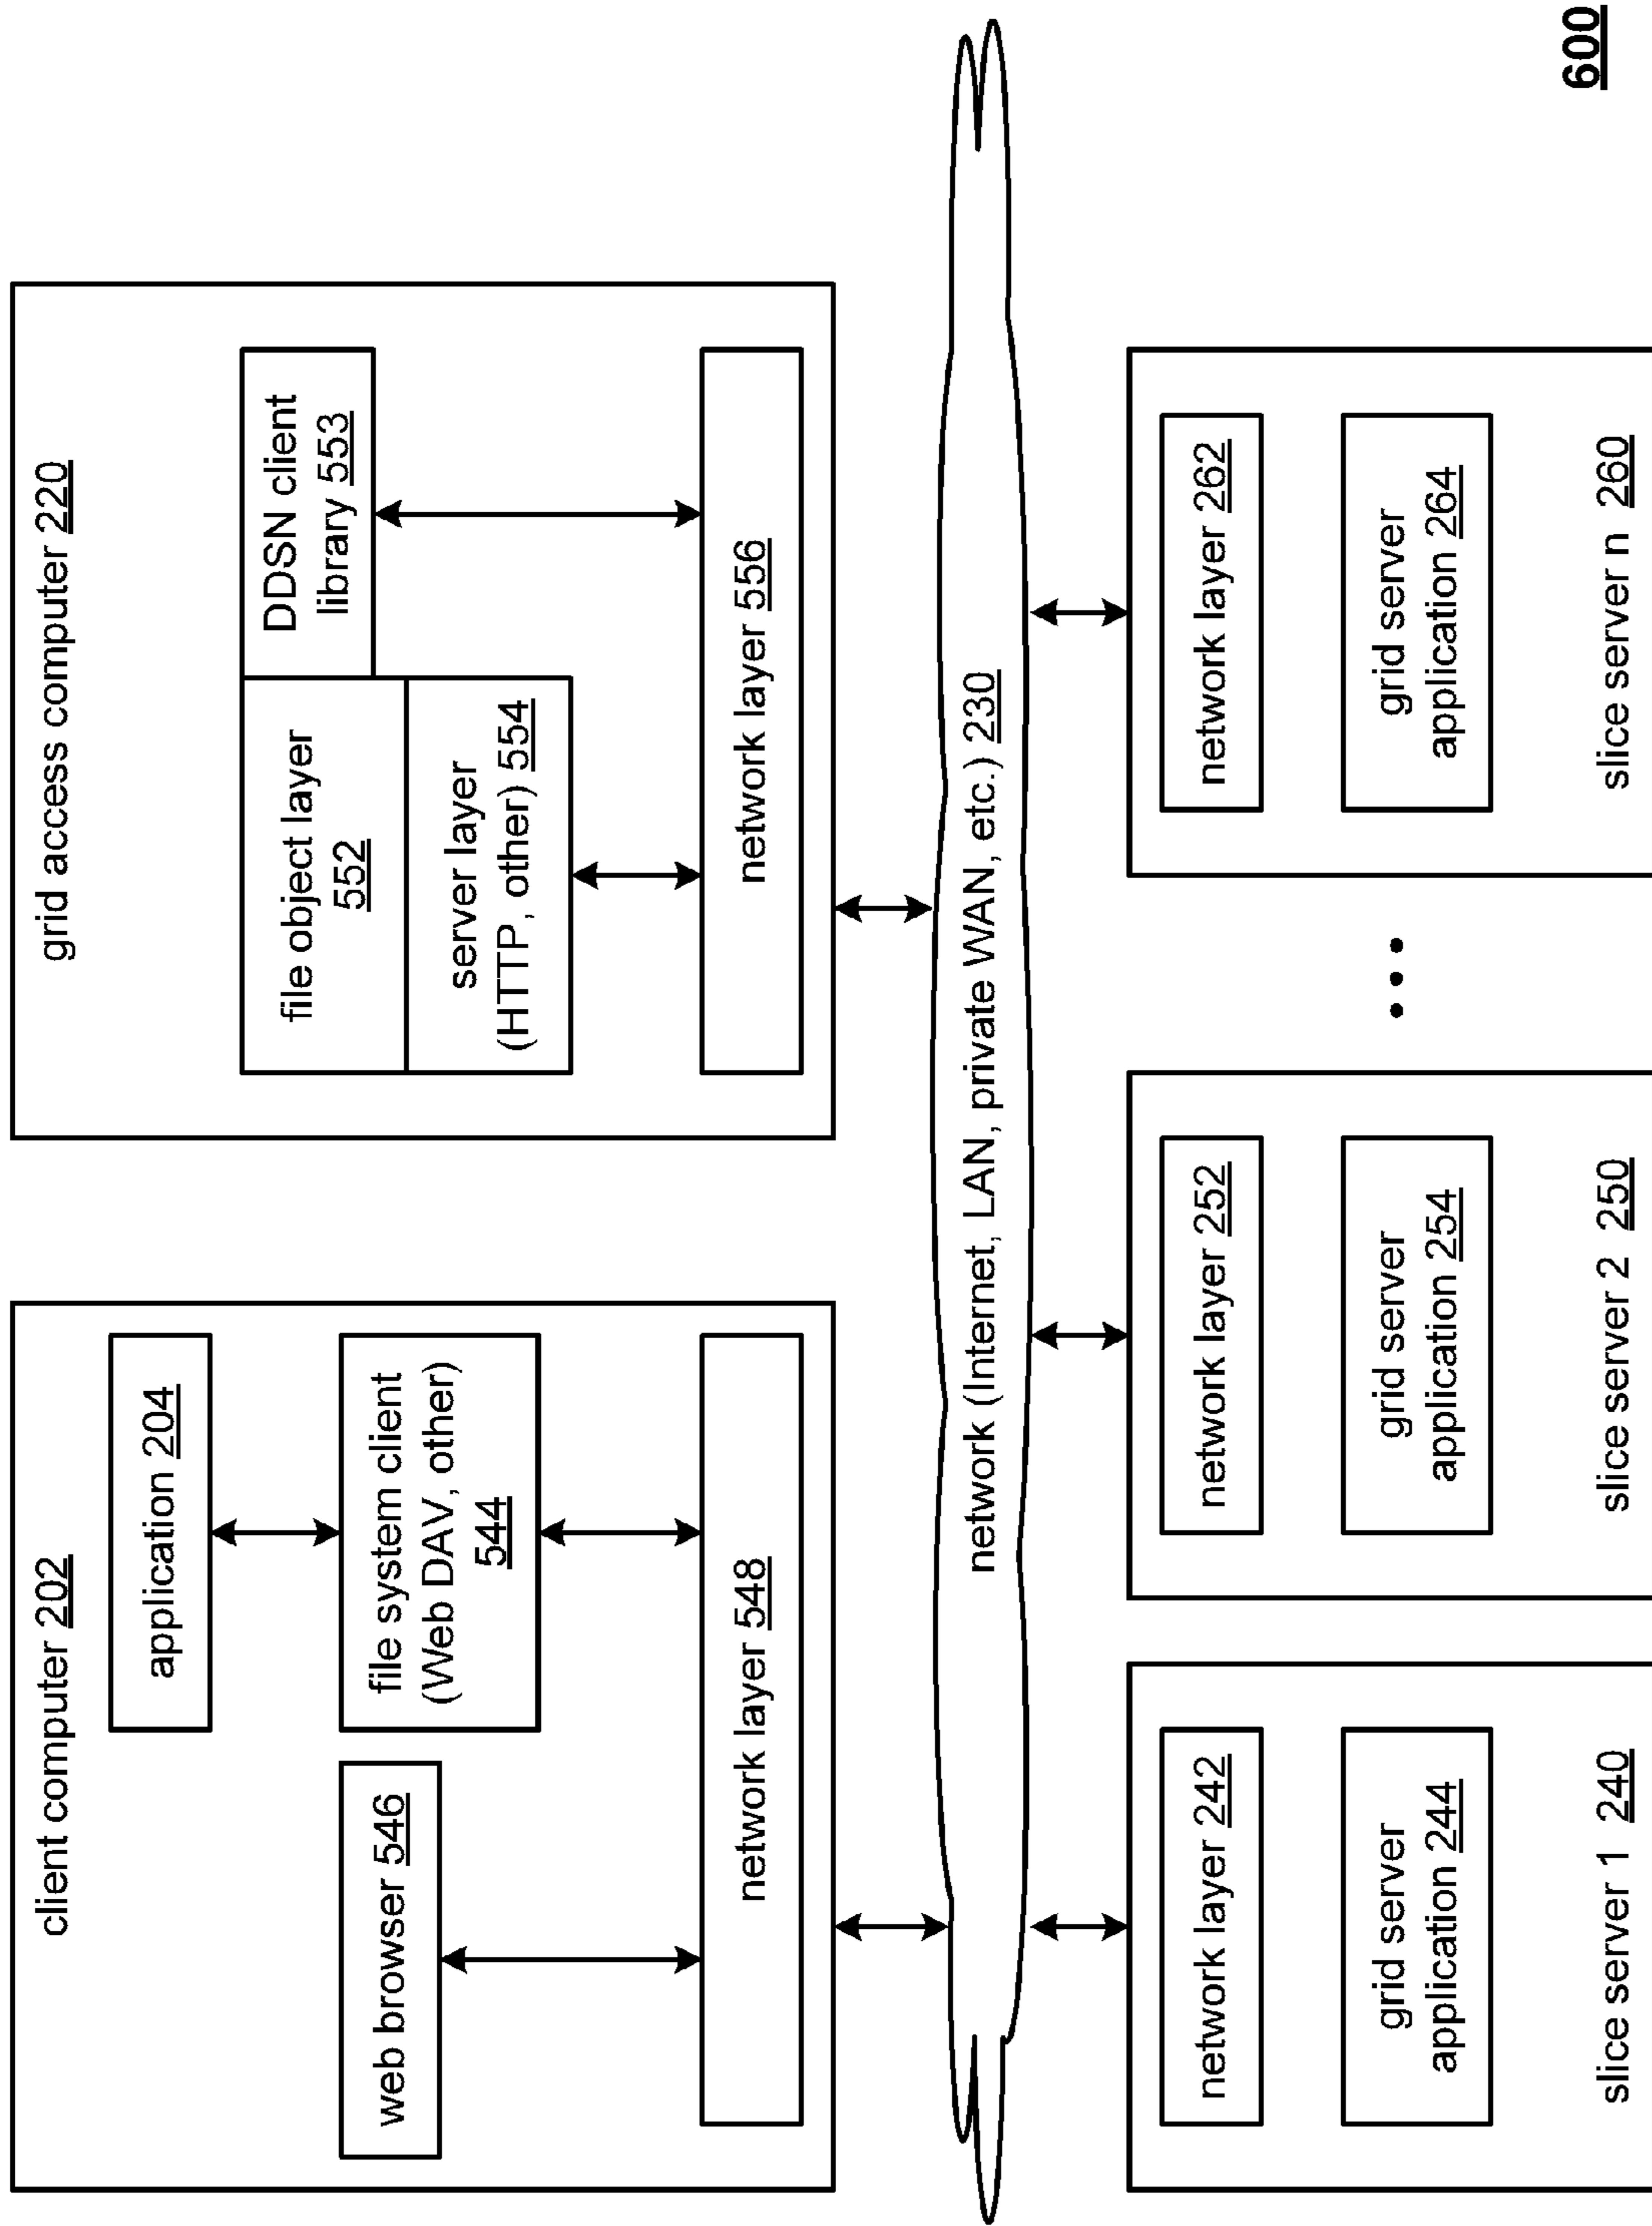 client computer 202
application 204
web browser 546
file system client
(Web DAV, other)
544
network layer 548
grid access computer 220
file object layer
552
DDSN client
library 553
server layer
(HTTP, other) 554
network layer 556
network (Internet, LAN, private WAN, etc.) 230
network layer 242
grid server
application 244
slice server 1 240
network layer 252
grid server
application 254
slice server 2 250
network layer 262
grid server
application 264
slice server n 260
600